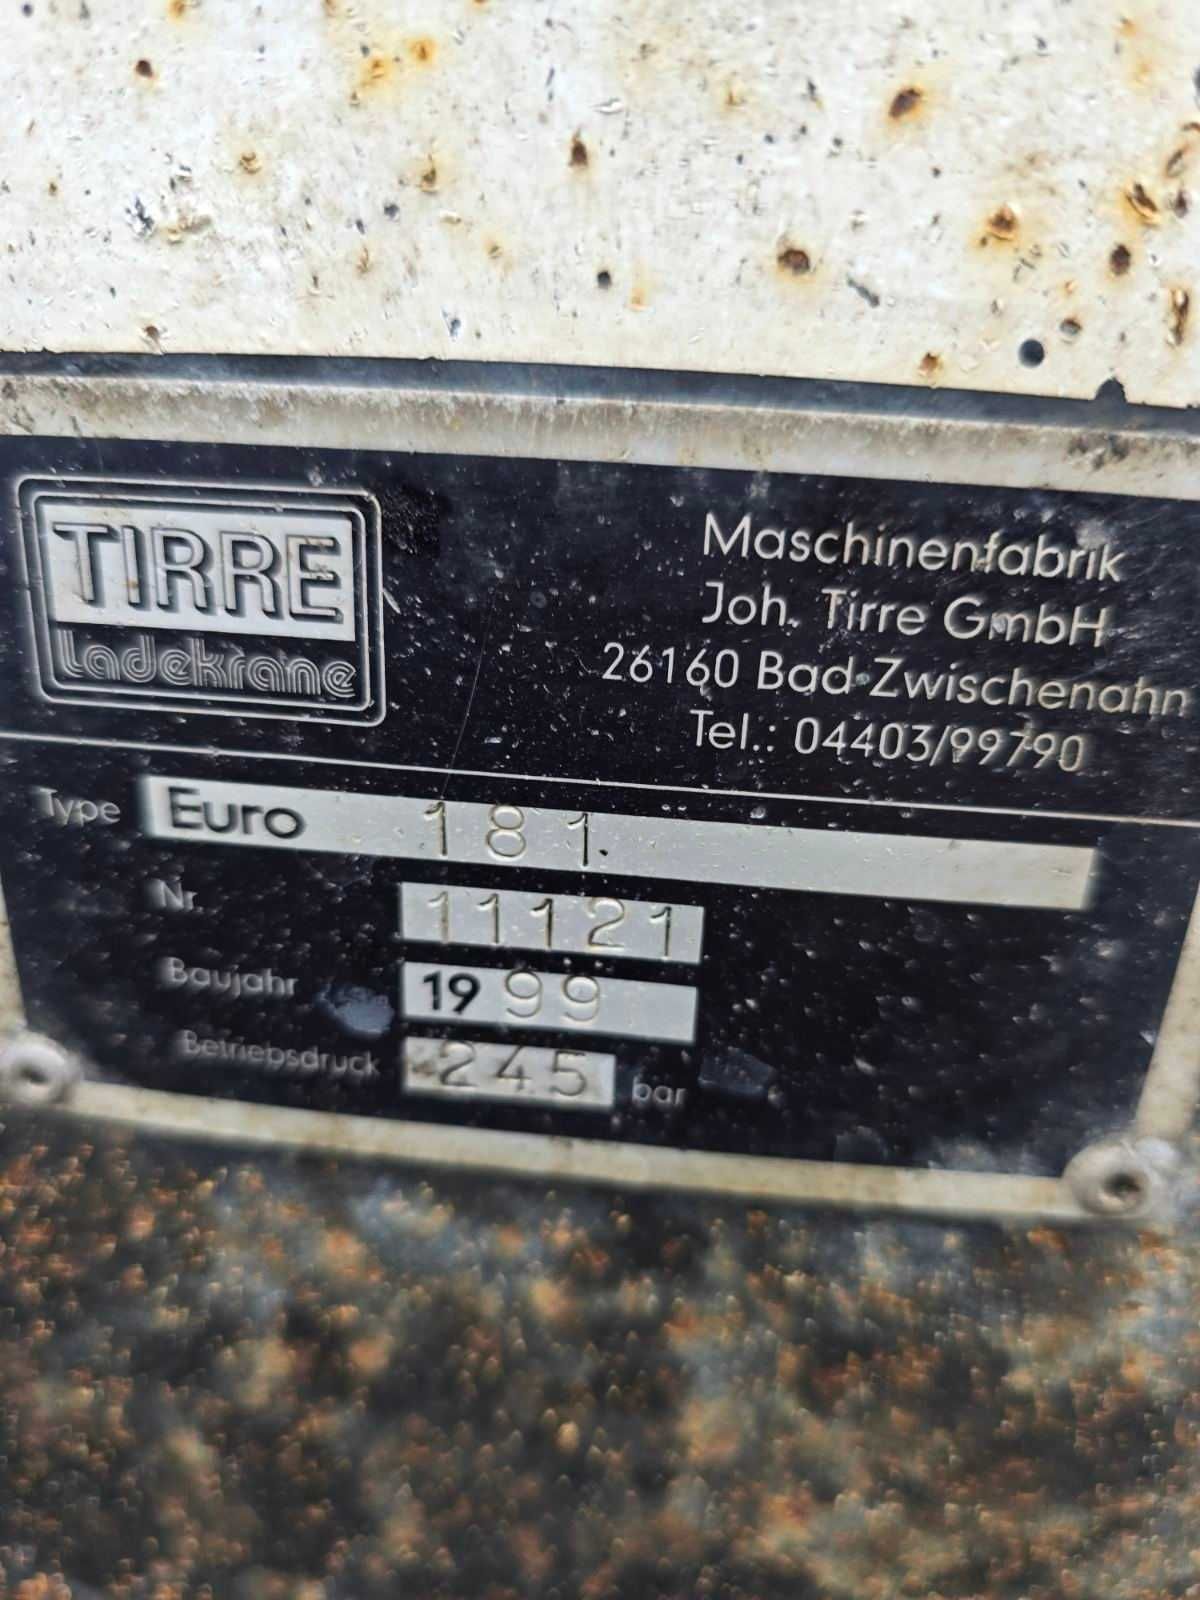 TIRRE
Ladekrane
Maschinenfabrik
Joh. Tirre GmbH
26160 Bad Zwischenahn
Tel.: 04403/99790
Type Euro 181
Nr. 11121
Baujahr 1999
Betriebsdruck 245 bar